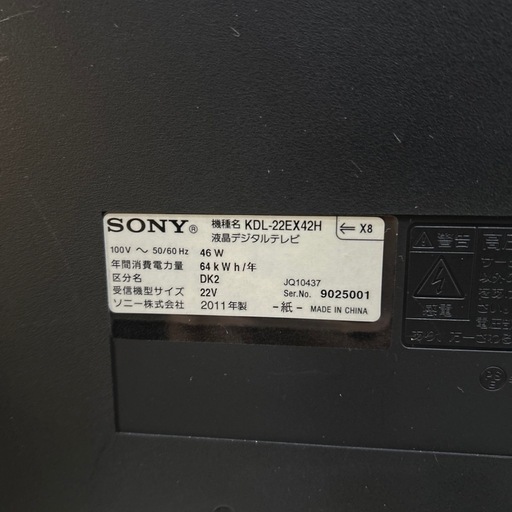 SONY® 機種名 KDL-22EX42H
液晶デジタルテレビ
⇐ X8
100V ～ 50/60 Hz 46 W
年間消費電力量 64 kWh/年
区分名 DK2
受信機型サイズ 22V
ソニー株式会社 2011年製
JQ10437
Ser.No. 9025001
-紙- MADE IN CHINA
警告
感電